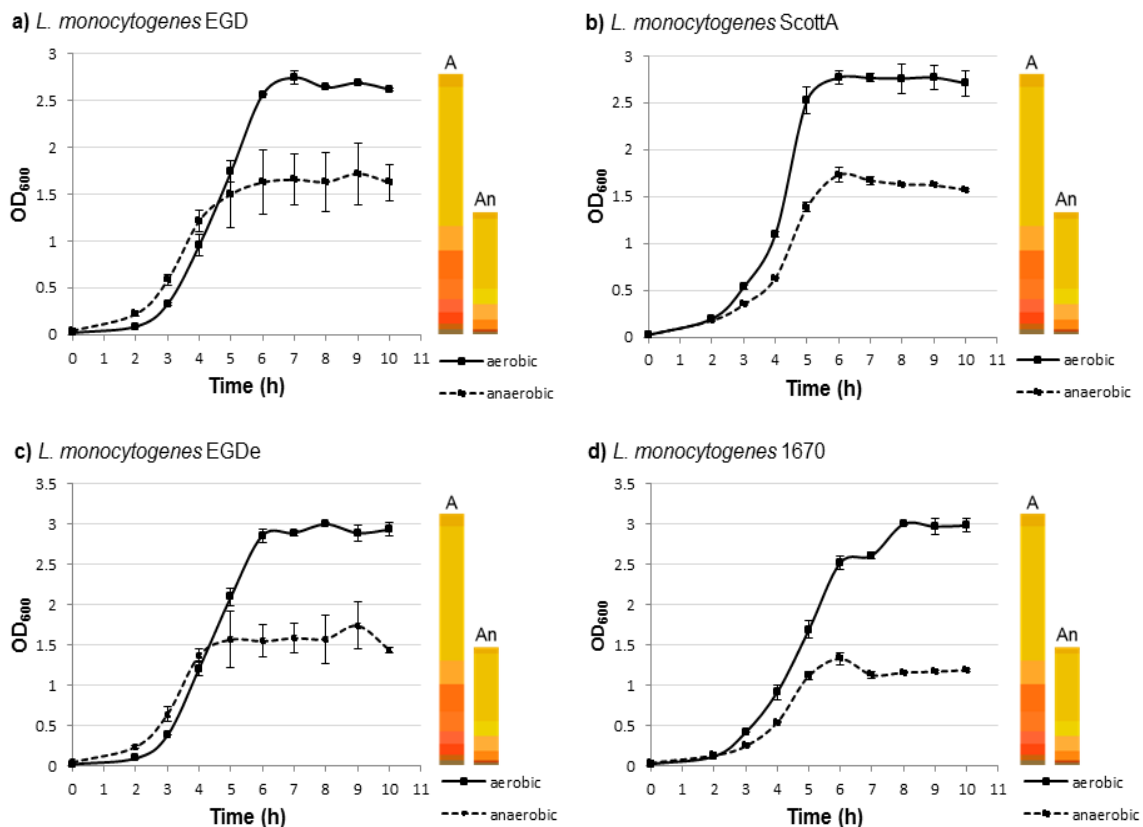 a) L. monocytogenes EGD
3
2.5
2
1.5
1
0.5
0
OD600
0 1 2 3 4 5 6 7 8 9 10 11
Time (h)
A
An
aerobic
anaerobic
b) L. monocytogenes ScottA
3
2.5
2
1.5
1
0.5
0
OD600
0 1 2 3 4 5 6 7 8 9 10 11
Time (h)
A
An
aerobic
anaerobic
c) L. monocytogenes EGDe
3.5
3
2.5
2
1.5
1
0.5
0
OD600
0 1 2 3 4 5 6 7 8 9 10 11
Time (h)
A
An
aerobic
anaerobic
d) L. monocytogenes 1670
3.5
3
2.5
2
1.5
1
0.5
0
OD600
0 1 2 3 4 5 6 7 8 9 10 11
Time (h)
A
An
aerobic
anaerobic